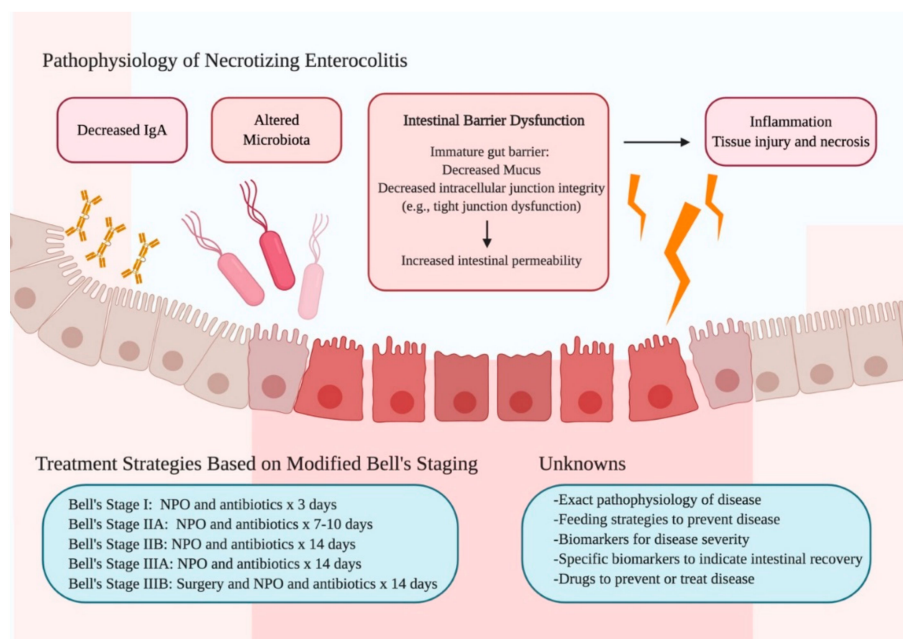 Pathophysiology of Necrotizing Enterocolitis
Decreased IgA
Altered
Microbiota
Intestinal Barrier Dysfunction
Immature gut barrier:
Decreased Mucus
Decreased intracellular junction integrity
(e.g., tight junction dysfunction)
Increased intestinal permeability
Inflammation
Tissue injury and necrosis
Treatment Strategies Based on Modified Bell's Staging
Bell's Stage I: NPO and antibiotics x 3 days
Bell's Stage IIA: NPO and antibiotics x 7-10 days
Bell's Stage IIB: NPO and antibiotics x 14 days
Bell's Stage IIIA: NPO and antibiotics x 14 days
Bell's Stage IIIB: Surgery and NPO and antibiotics x 14 days
Unknowns
-Exact pathophysiology of disease
-Feeding strategies to prevent disease
-Biomarkers for disease severity
-Specific biomarkers to indicate intestinal recovery
-Drugs to prevent or treat disease